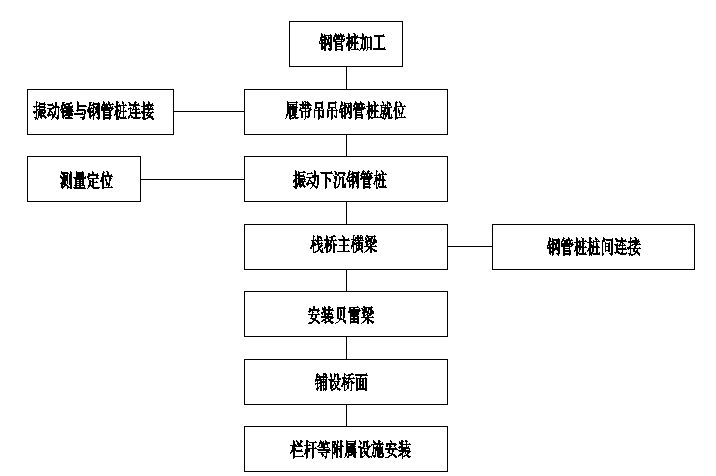 钢管桩加工
振动锤与钢管桩连接
履带吊吊钢管桩就位
测量定位
振动下沉钢管桩
栈桥主横梁
钢管桩桩间连接
安装贝雷梁
铺设桥面
栏杆等附属设施安装